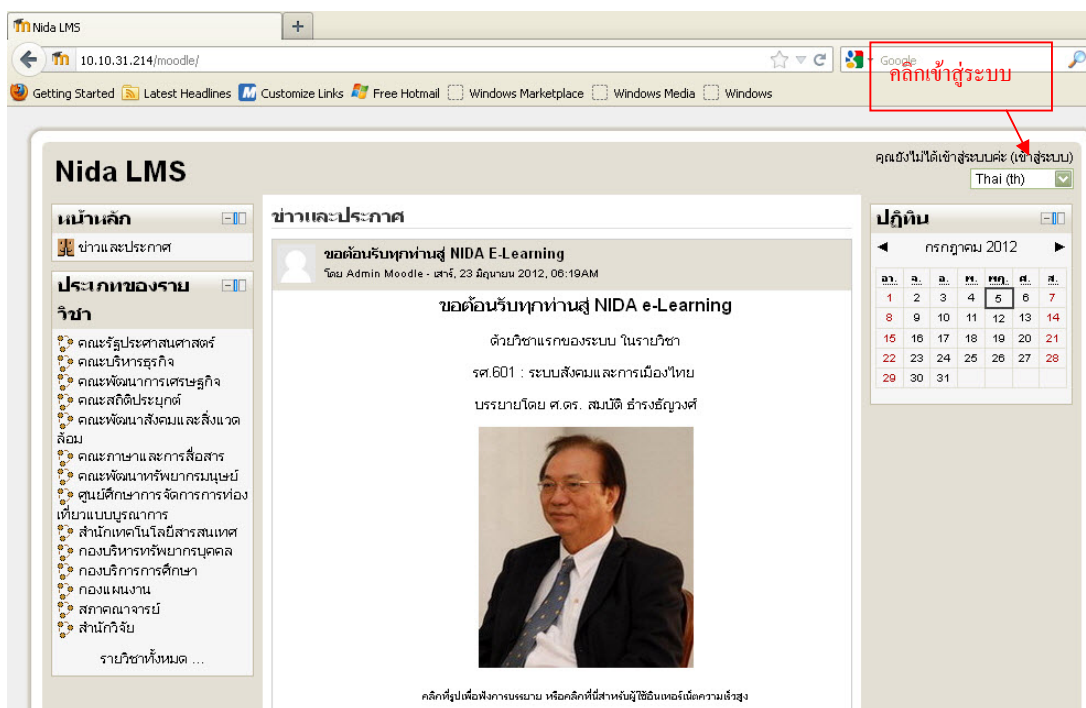 Nida LMS
10.10.31.214/moodle/
Google
Getting Started Latest Headlines Customize Links Free Hotmail Windows Marketplace Windows Media Windows
คลิกเข้าสู่ระบบ
คุณยังไม่ได้เข้าสู่ระบบค่ะ (เข้าสู่ระบบ)
Thai (th)
Nida LMS
หน้าหลัก
ข่าวและประกาศ
ประเภทของราย
วิชา
คณะรัฐประศาสนศาสตร์
คณะบริหารธุรกิจ
คณะพัฒนาการเศรษฐกิจ
คณะสถิติประยุกต์
คณะพัฒนาสังคมและสิ่งแวด
ล้อม
คณะภาษาและการสื่อสาร
คณะพัฒนาทรัพยากรมนุษย์
ศูนย์ศึกษาการจัดการการท่อง
เที่ยวแบบบูรณาการ
สำนักเทคโนโลยีสารสนเทศ
กองบริหารทรัพยากรบุคคล
กองบริการการศึกษา
กองแผนงาน
สภาคณาจารย์
สำนักวิจัย
รายวิชาทั้งหมด ...
ข่าวและประกาศ
ขอต้อนรับทุกท่านสู่ NIDA E-Learning
โดย Admin Moodle - เสาร์, 23 มิถุนายน 2012, 06:19AM
ขอต้อนรับทุกท่านสู่ NIDA e-Learning
ด้วยวิชาแรกของระบบ ในรายวิชา
รศ.601 : ระบบสังคมและการเมืองไทย
บรรยายโดย ศ.ดร. สมบัติ ธำรงธัญวงศ์
คลิกที่รูปเพื่อฟังการบรรยาย หรือคลิกที่นี่สำหรับผู้ใช้อินเทอร์เน็ตความเร็วสูง
ปฏิทิน
◄ กรกฎาคม 2012 ►
อา. จ. อ. พ. พฤ. ศ. ส.
1 2 3 4 5 6 7
8 9 10 11 12 13 14
15 16 17 18 19 20 21
22 23 24 25 26 27 28
29 30 31